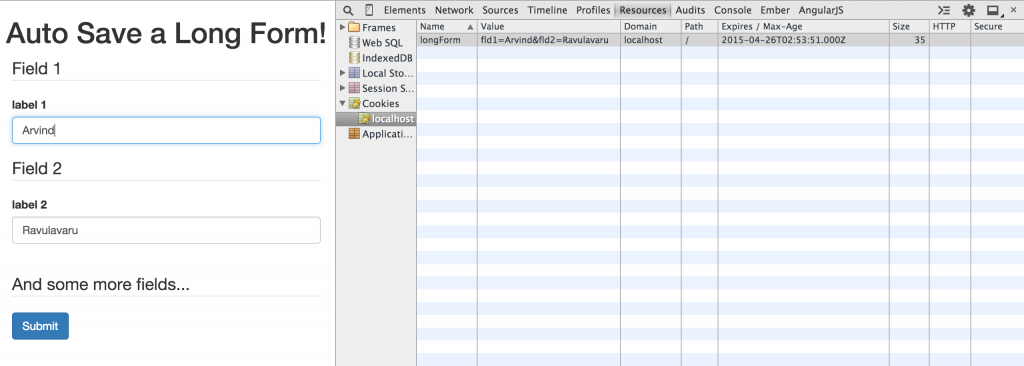 Auto Save a Long Form!
Field 1
label 1
Arvind
Field 2
label 2
Ravulavaru
And some more fields...
Submit
Elements Network Sources Timeline Profiles Resources Audits Console Ember AngularJS
Frames
Web SQL
IndexedDB
Local Sto...
Session S...
Cookies
localhost
Applicati...
Name Value Domain Path Expires / Max-Age Size HTTP Secure
longForm fld1=Arvind&fld2=Ravulavaru localhost / 2015-04-26T02:53:51.000Z 35